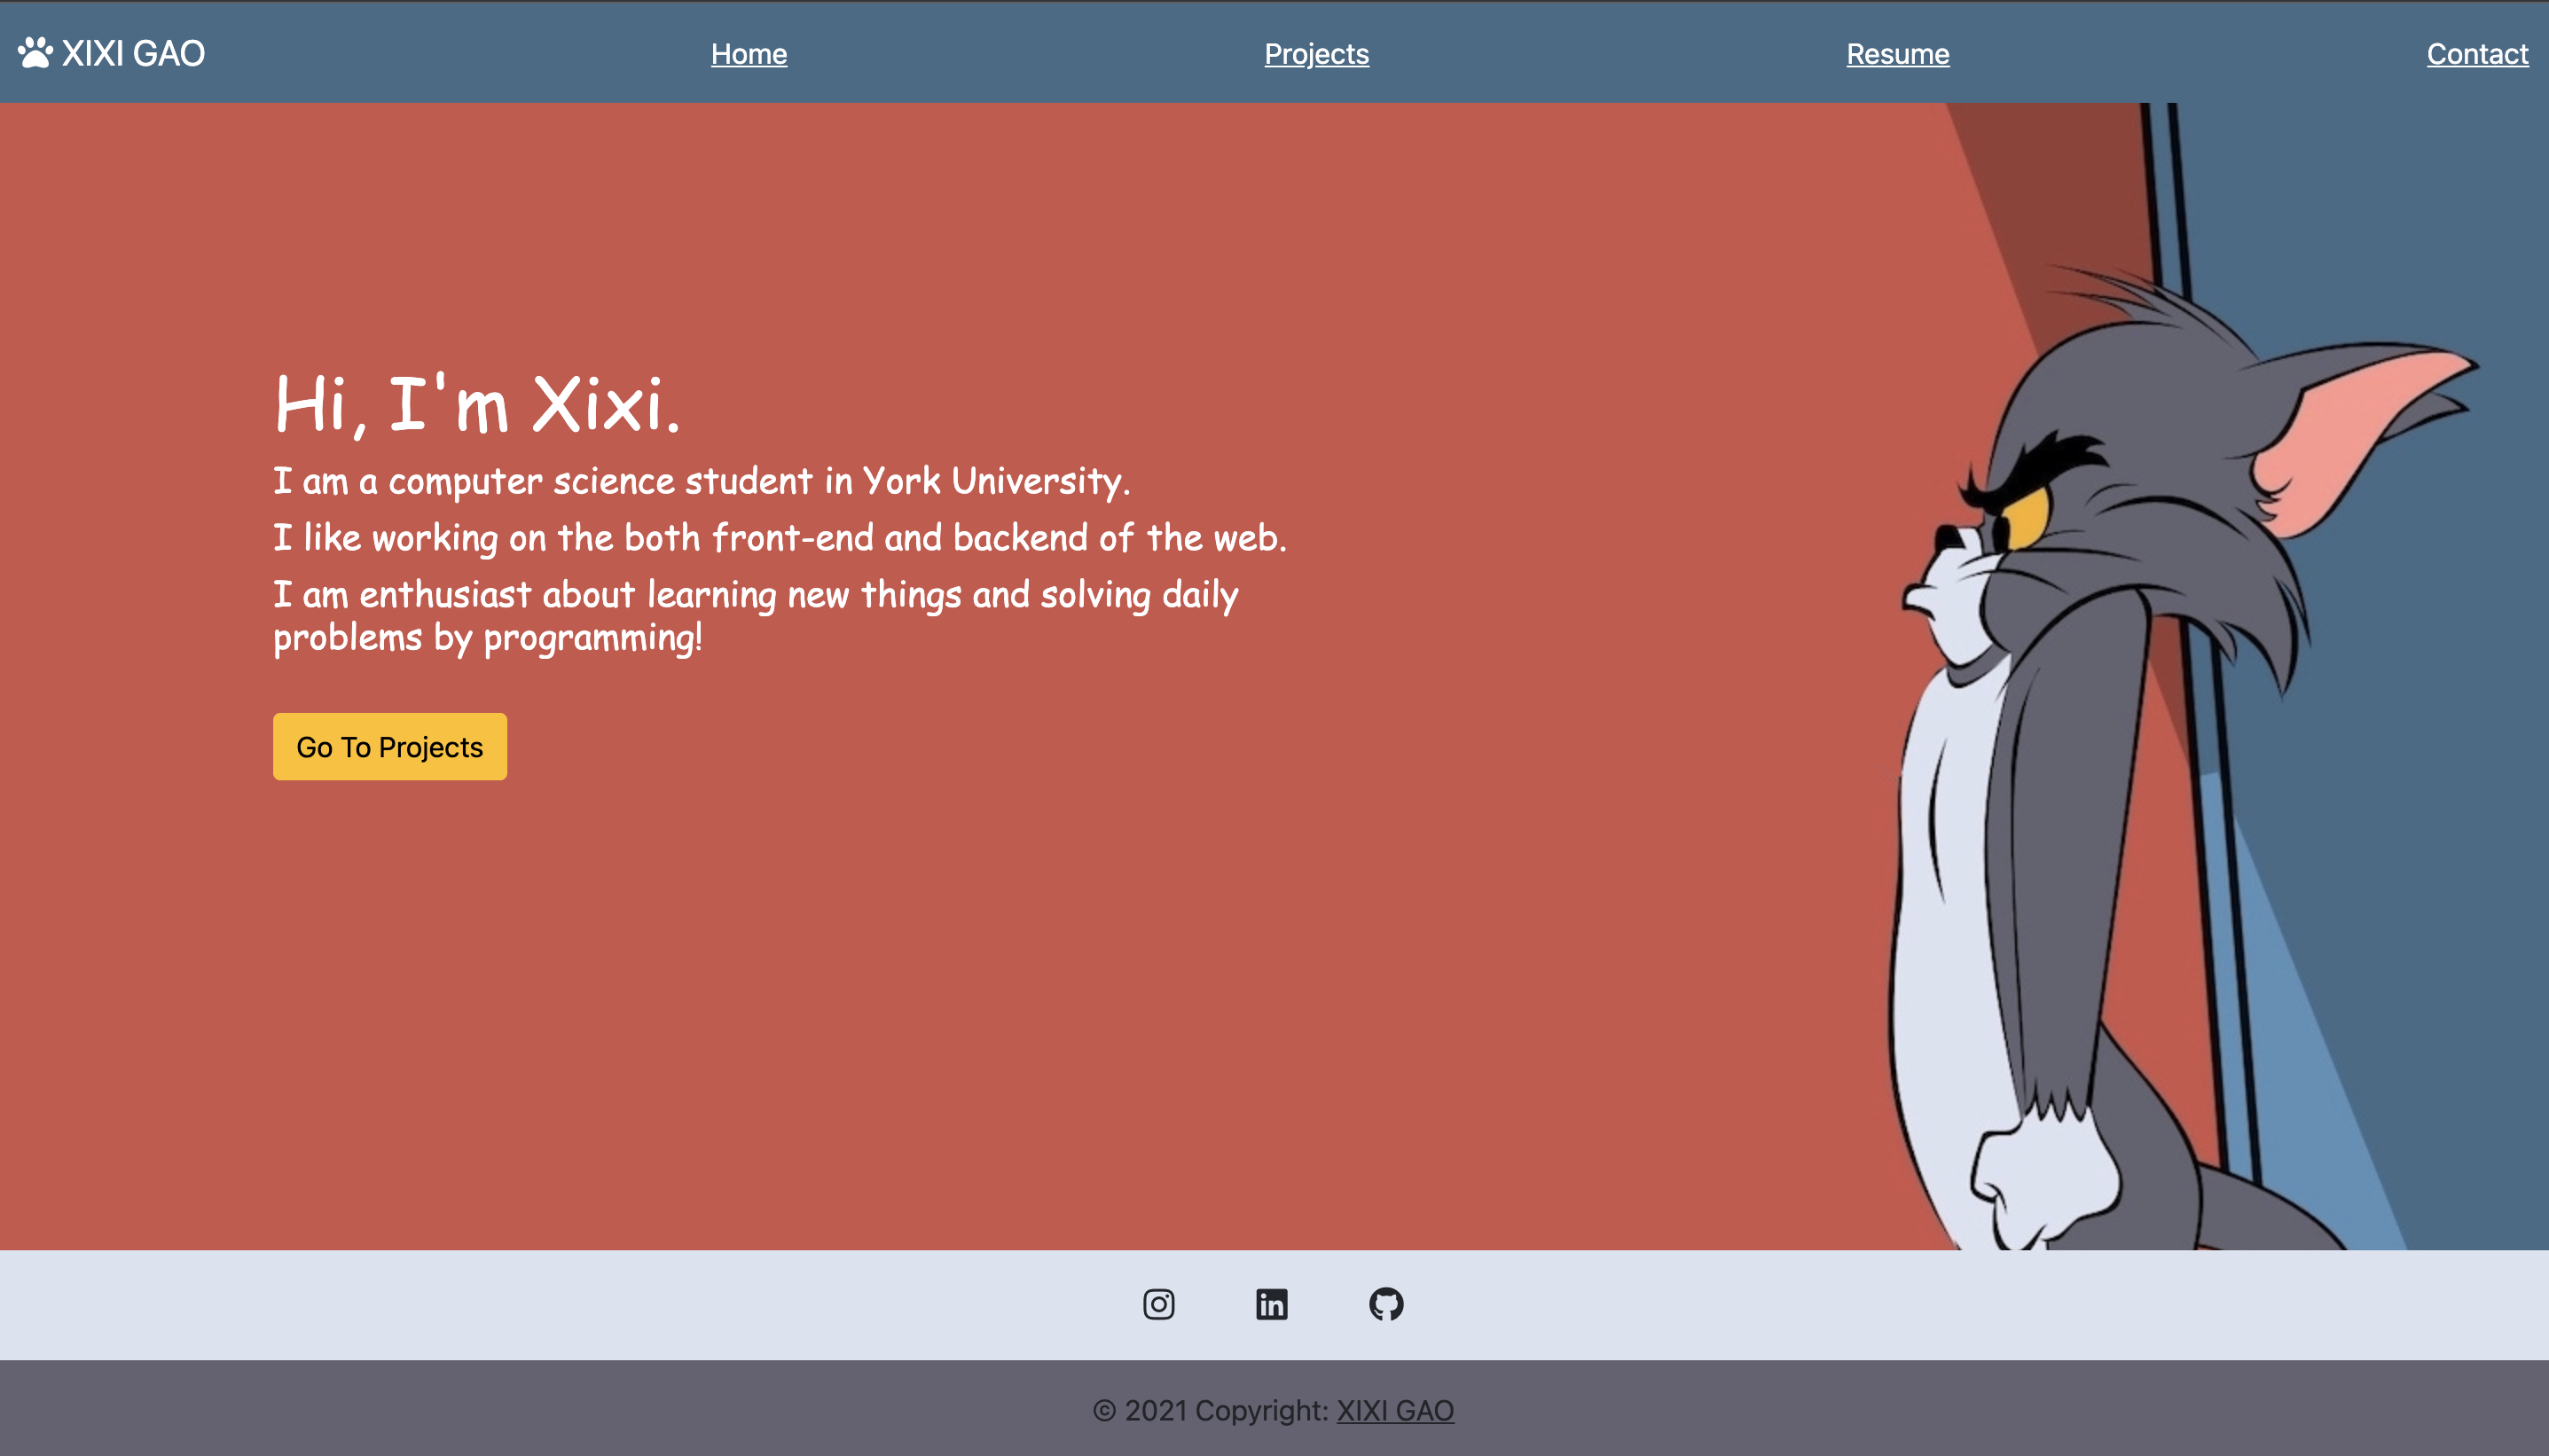 XIXI GAO
Home
Projects
Resume
Contact
Hi, I'm Xixi.
I am a computer science student in York University.
I like working on the both front-end and backend of the web.
I am enthusiast about learning new things and solving daily
problems by programming!
Go To Projects
in
© 2021 Copyright: XIXI GAO